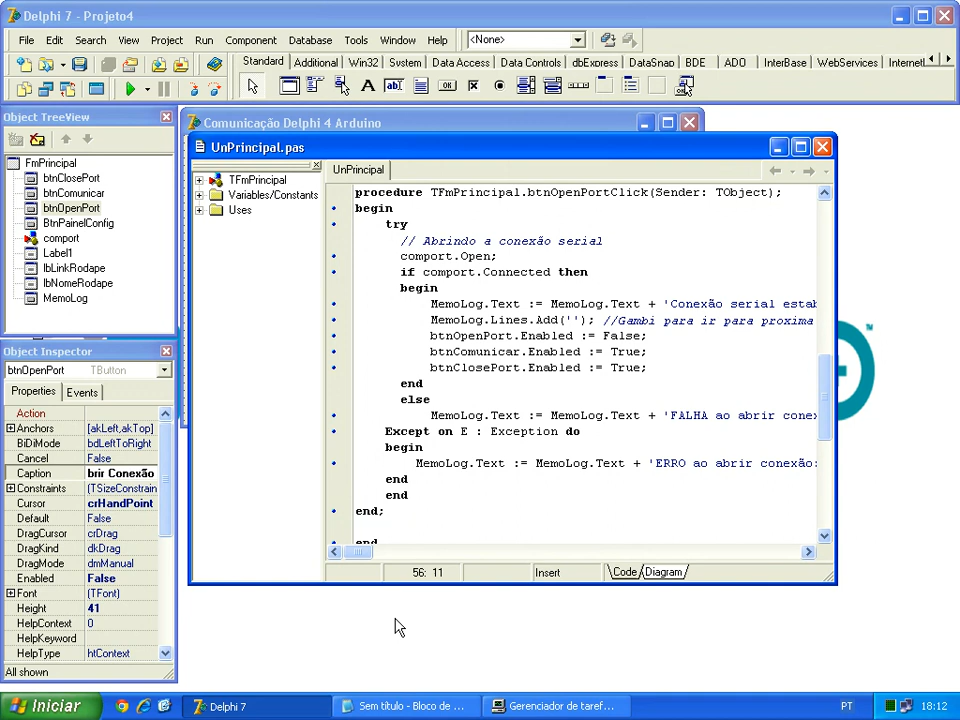 Delphi 7 - Projeto4
File Edit Search View Project Run Component Database Tools Window Help <None>
Standard Additional Win32 System Data Access Data Controls dbExpress DataSnap BDE ADO InterBase WebServices
Object TreeView
FmPrincipal
btnClosePort
btnComunicar
btnOpenPort
BtnPainelConfig
comport
Label1
lbLinkRodape
lbNomeRodape
MemoLog
Comunicação Delphi 4 Arduino
UnPrincipal.pas
TFmPrincipal
Variables/Constants
Uses
UnPrincipal
procedure TFmPrincipal.btnOpenPortClick(Sender: TObject);
begin
try
// Abrindo a conexão serial
comport.Open;
if comport.Connected then
begin
MemoLog.Text := MemoLog.Text + 'Conexão serial estab
MemoLog.Lines.Add(''); //Gambi para ir para proxima
btnOpenPort.Enabled := False;
btnComunicar.Enabled := True;
btnClosePort.Enabled := True;
end
else
MemoLog.Text := MemoLog.Text + 'FALHA ao abrir conex
Except on E : Exception do
begin
MemoLog.Text := MemoLog.Text + 'ERRO ao abrir conexão:
end
end
end;
end
56: 11 Insert Code Diagram
Object Inspector
btnOpenPort TButton
Properties Events
Action
Anchors [akLeft,akTop]
BiDiMode bdLeftToRight
Cancel False
Caption brir Conexão
Constraints (TSizeConstrain
Cursor crHandPoint
Default False
DragCursor crDrag
DragKind dkDrag
DragMode dmManual
Enabled False
Font (TFont)
Height 41
HelpContext 0
HelpKeyword
HelpType htContext
All shown
TM
Iniciar Delphi 7 Sem título - Bloco de ... Gerenciador de taref... PT 18:12